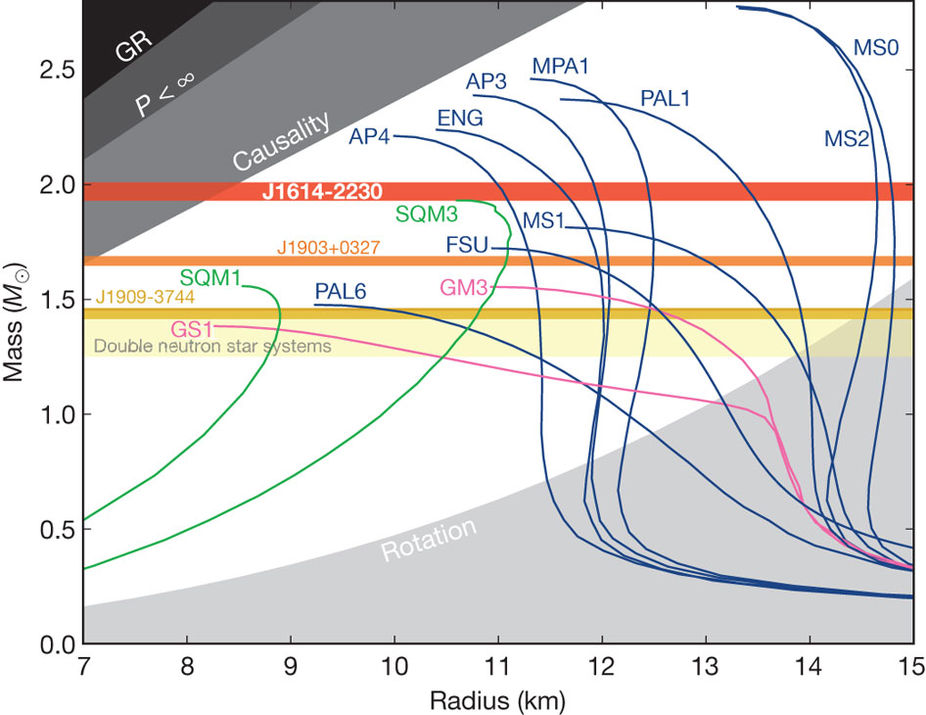 GR
P < ∞
Causality
MS0
MPA1
AP3
PAL1
ENG
AP4
MS2
J1614-2230
SQM3
MS1
FSU
J1903+0327
SQM1
GM3
PAL6
J1909-3744
GS1
Double neutron star systems
Rotation
2.5
2.0
1.5
1.0
0.5
0.0
Mass (M☉)
7 8 9 10 11 12 13 14 15
Radius (km)